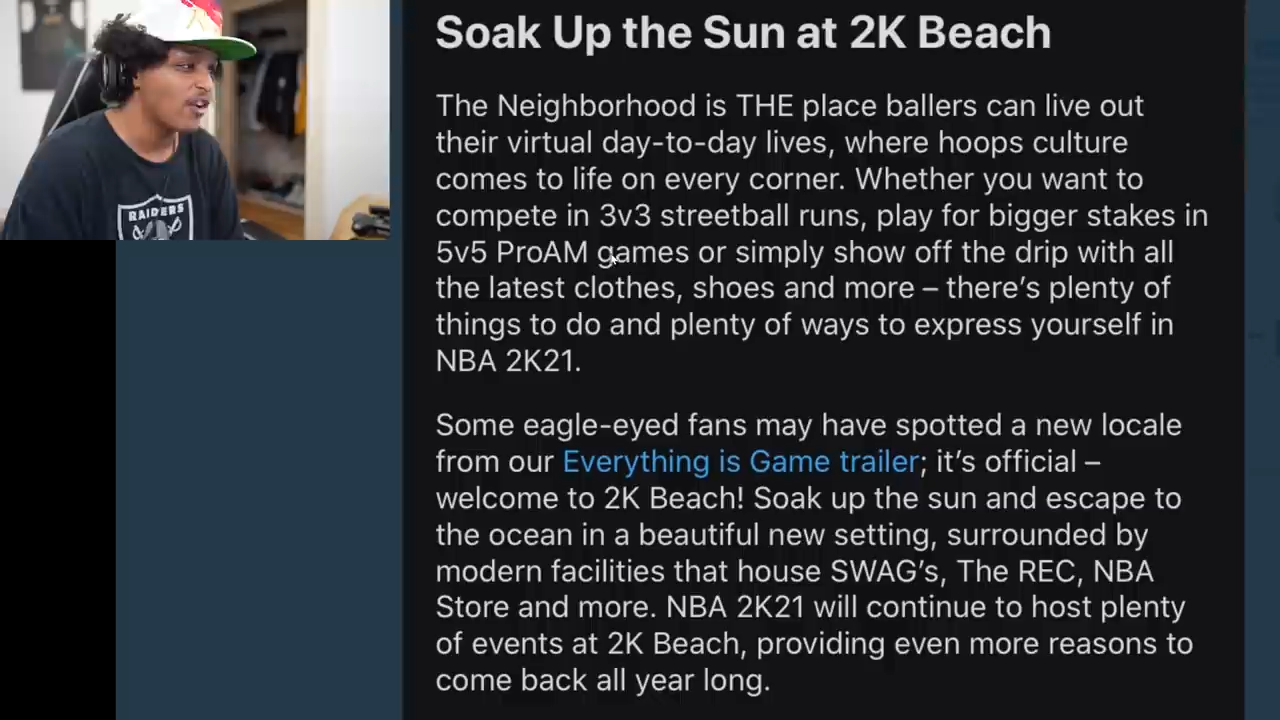 Soak Up the Sun at 2K Beach
The Neighborhood is THE place ballers can live out
their virtual day-to-day lives, where hoops culture
comes to life on every corner. Whether you want to
compete in 3v3 streetball runs, play for bigger stakes in
5v5 ProAM games or simply show off the drip with all
the latest clothes, shoes and more – there’s plenty of
things to do and plenty of ways to express yourself in
NBA 2K21.
Some eagle-eyed fans may have spotted a new locale
from our Everything is Game trailer; it’s official –
welcome to 2K Beach! Soak up the sun and escape to
the ocean in a beautiful new setting, surrounded by
modern facilities that house SWAG’s, The REC, NBA
Store and more. NBA 2K21 will continue to host plenty
of events at 2K Beach, providing even more reasons to
come back all year long.
RAIDERS